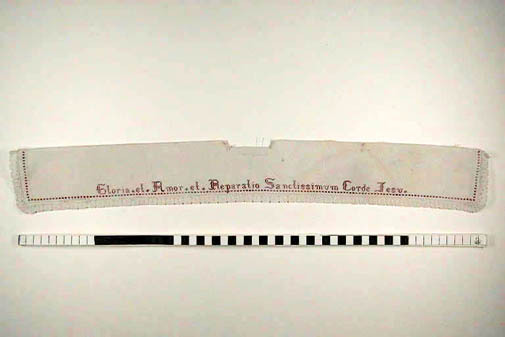 Gloria.et.Amor.et.Reparatio Sanctissimum Corde Jesu.